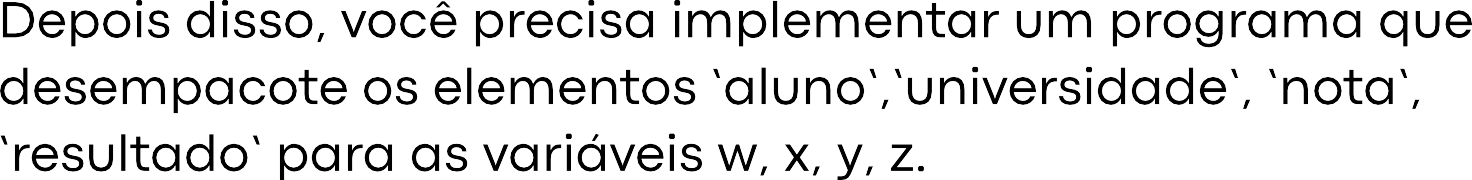 Depois disso, você precisa implementar um programa que
desempacote os elementos `aluno`,`universidade`, `nota`,
`resultado` para as variáveis w, x, y, z.